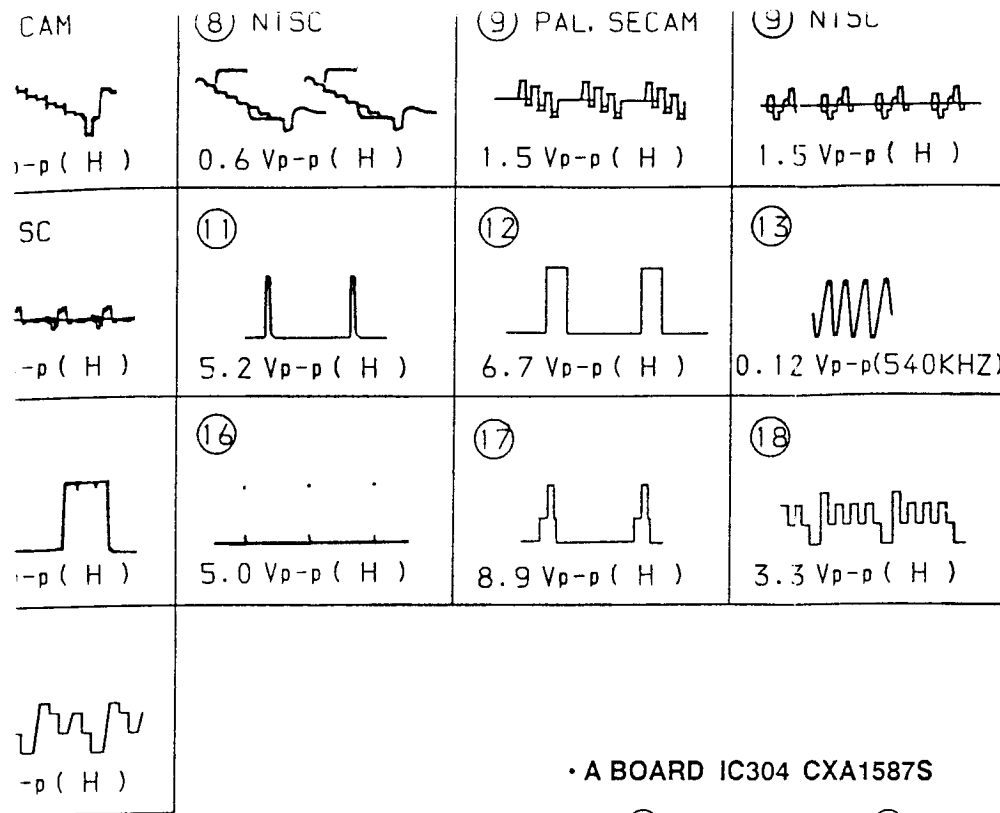 CAM ⑧ NTSC ⑨ PAL. SECAM ⑨ NTSC
p-p ( H ) 0.6 Vp-p ( H ) 1.5 Vp-p ( H ) 1.5 Vp-p ( H )
SC ⑪ ⑫ ⑬
-p ( H ) 5.2 Vp-p ( H ) 6.7 Vp-p ( H ) 0.12 Vp-p(540KHZ)
⑯ ⑰ ⑱
-p ( H ) 5.0 Vp-p ( H ) 8.9 Vp-p ( H ) 3.3 Vp-p ( H )
-p ( H )
• A BOARD IC304 CXA1587S